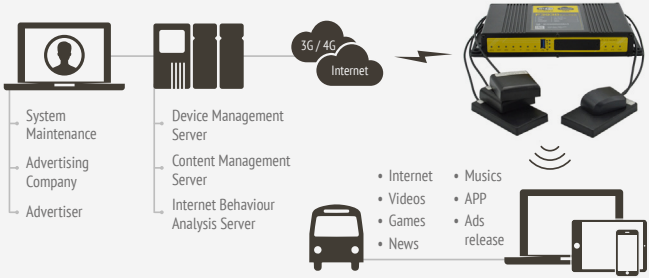 3G / 4G
Internet
System
Maintenance
Advertising
Company
Advertiser
Device Management
Server
Content Management
Server
Internet Behaviour
Analysis Server
• Internet
• Videos
• Games
• News
• Musics
• APP
• Ads
release